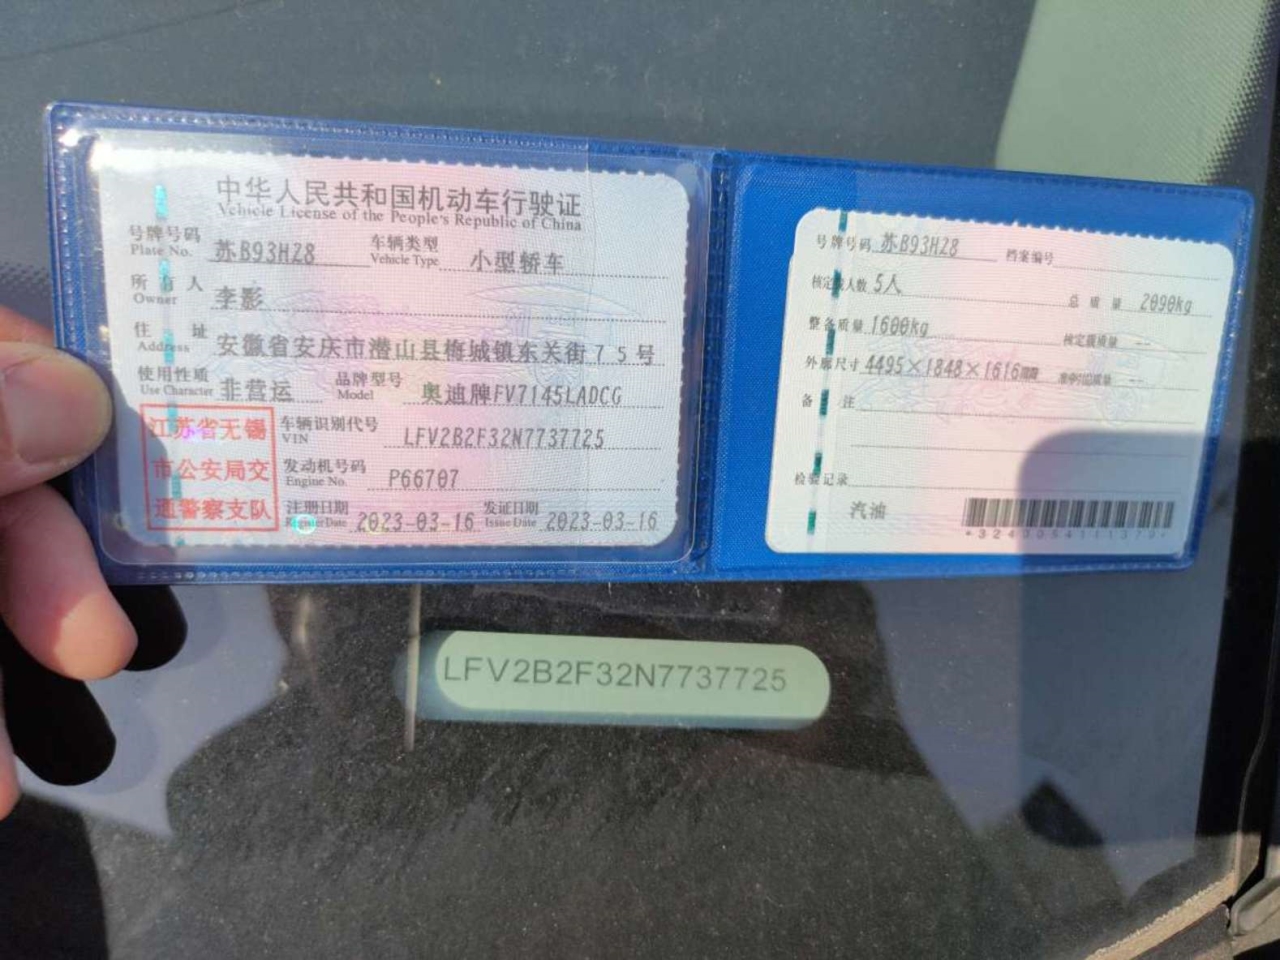 中华人民共和国机动车行驶证
Vehicle License of the People's Republic of China
号牌号码 苏B93HZ8 车辆类型 小型轿车
Plate No. Vehicle Type
所有人 李影
Owner
住址 安徽省安庆市潜山县梅城镇东关街75号
Address
使用性质 非营运 品牌型号 奥迪牌FV7145LADCG
Use Character Model
江苏省无锡
市公安局交
通警察支队
车辆识别代号 LFV2B2F32N7737725
VIN
发动机号码 P66707
Engine No.
注册日期 2023-03-16 发证日期 2023-03-16
Register Date Issue Date
号牌号码 苏B93HZ8 档案编号
核定载人数 5人 总质量 2090kg
整备质量 1600kg 核定载质量 --
外廓尺寸 4495×1848×1616mm 准牵引总质量 --
备注
检验记录
汽油
LFV2B2F32N7737725